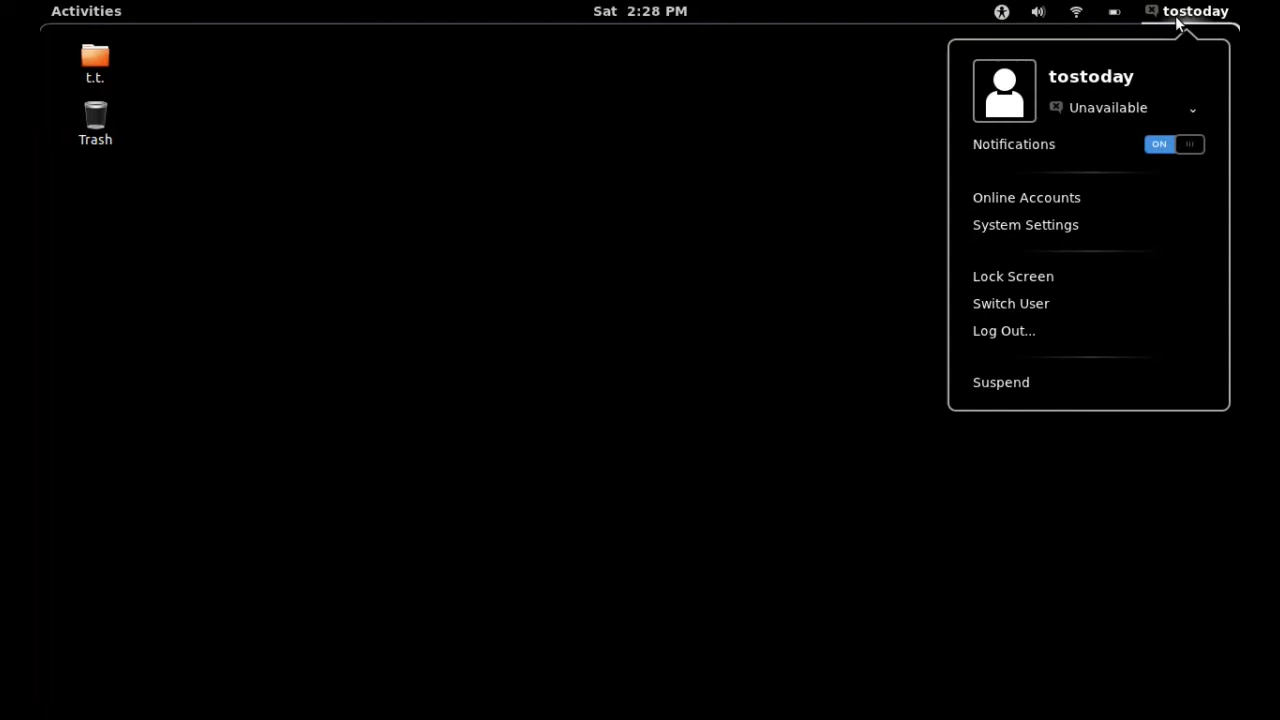 Activities
Sat 2:28 PM
tostoday
t.t.
Trash
tostoday
Unavailable
Notifications ON
Online Accounts
System Settings
Lock Screen
Switch User
Log Out...
Suspend